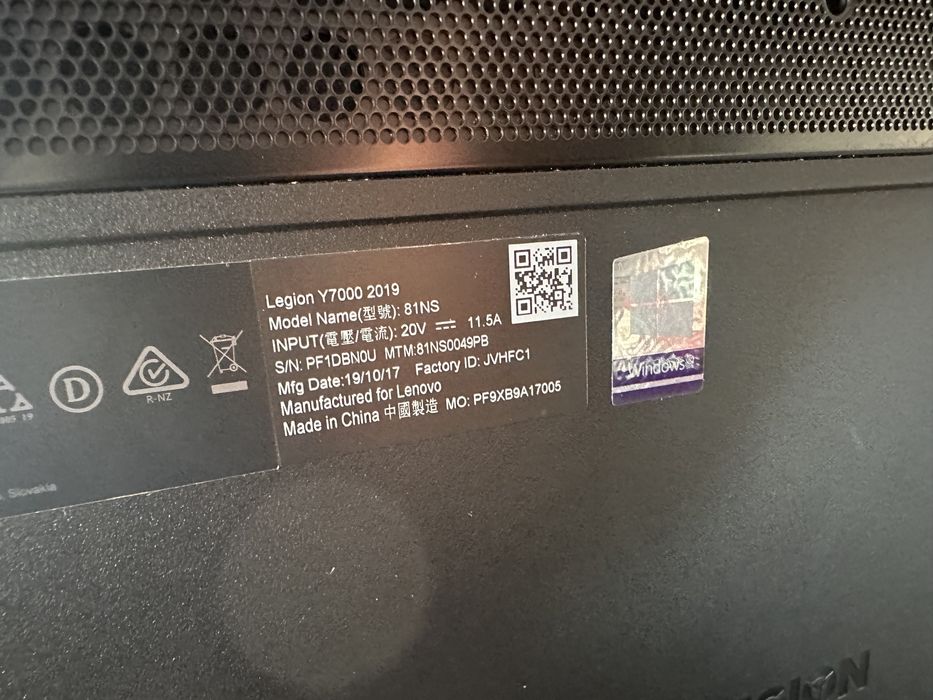 Legion Y7000 2019
Model Name(型號): 81NS
INPUT(電壓/電流): 20V ⎓ 11.5A
S/N: PF1DBN0U MTM:81NS0049PB
Mfg Date:19/10/17 Factory ID: JVHFC1
Manufactured for Lenovo
Made in China 中國製造 MO: PF9XB9A17005
D
R-NZ
Slovakia
Windows